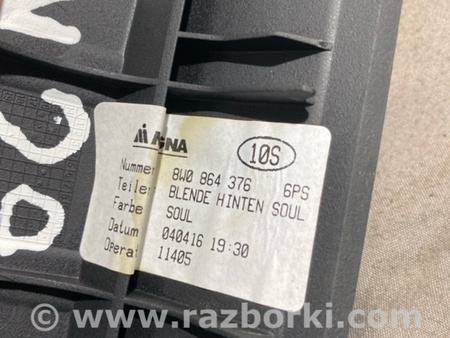 MAGNA
10S
Nummer 8W0 864 376 6PS
Teile BLENDE HINTEN SOUL
Farbe SOUL
Datum 040416 19:30
Operat 11405
www.razborki.com